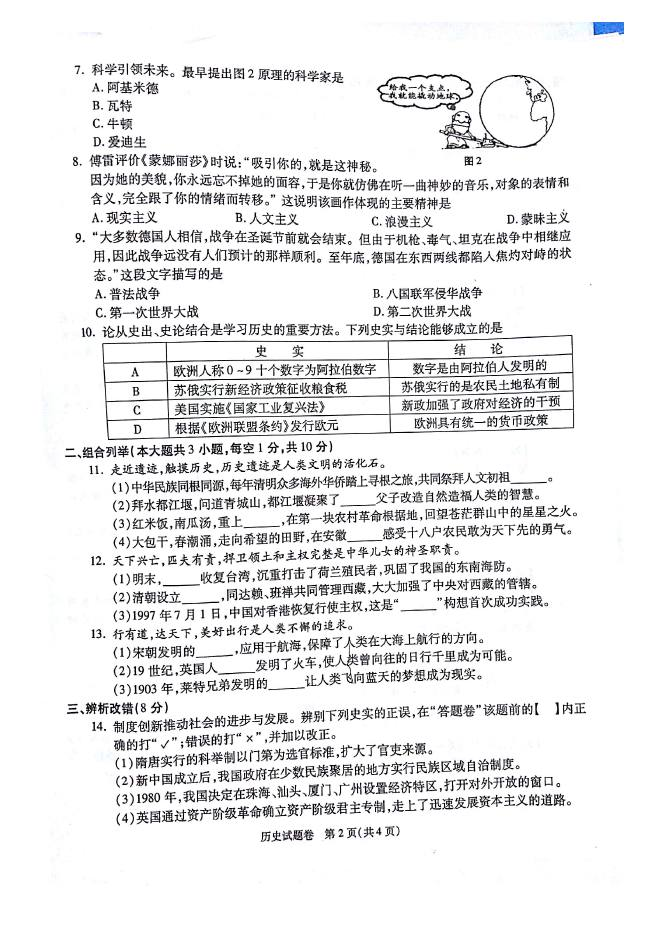 7. 科学引领未来。最早提出图2原理的科学家是
A. 阿基米德
B. 瓦特
C. 牛顿
D. 爱迪生
给我一个支点，
我就能撬动地球。
图2
8. 傅雷评价《蒙娜丽莎》时说：“吸引你的，就是这神秘。
因为她的美貌，你永远忘不掉她的面容，于是你就仿佛在听一曲神妙的音乐，对象的表情和
含义，完全跟了你的情绪而转移。”这说明该画作体现的主要精神是
A. 现实主义 B. 人文主义 C. 浪漫主义 D. 蒙昧主义
9. “大多数德国人相信，战争在圣诞节前就会结束。但由于机枪、毒气、坦克在战争中相继应
用，因此战争远没有人们预计的那样顺利。至年底，德国在东西两线都陷入焦灼对峙的状
态。”这段文字描写的是
A. 普法战争 B. 八国联军侵华战争
C. 第一次世界大战 D. 第二次世界大战
10. 论从史出、史论结合是学习历史的重要方法。下列史实与结论能够成立的是
史 实 结 论
A 欧洲人称0~9十个数字为阿拉伯数字 数字是由阿拉伯人发明的
B 苏俄实行新经济政策征收粮食税 苏俄实行的是农民土地私有制
C 美国实施《国家工业复兴法》 新政加强了政府对经济的干预
D 根据《欧洲联盟条约》发行欧元 欧洲具有统一的货币政策
二、组合列举（本大题共3小题，每空1分，共10分）
11. 走近遗迹，触摸历史，历史遗迹是人类文明的活化石。
(1)中华民族同根同源，每年清明众多海外华侨踏上寻根之旅，共同祭拜人文初祖______。
(2)拜水都江堰，问道青城山，都江堰凝聚了______父子改造自然造福人类的智慧。
(3)红米饭，南瓜汤，重上______，在第一块农村革命根据地，回望苍茫群山中的星星之火。
(4)大包干，春潮涌，走向希望的田野，在安徽______感受十八户农民敢为天下先的勇气。
12. 天下兴亡，匹夫有责，捍卫领土和主权完整是中华儿女的神圣职责。
(1)明末，______收复台湾，沉重打击了荷兰殖民者，巩固了我国的东南海防。
(2)清朝设立______，同达赖、班禅共同管理西藏，大大加强了中央对西藏的管辖。
(3)1997年7月1日，中国对香港恢复行使主权，这是“______”构想首次成功实践。
13. 行有道，达天下，美好出行是人类不懈的追求。
(1)宋朝发明的______，应用于航海，保障了人类在大海上航行的方向。
(2)19世纪，英国人______发明了火车，使人类曾向往的日行千里成为可能。
(3)1903年，莱特兄弟发明的______让人类飞向蓝天的梦想成为现实。
三、辨析改错（8分）
14. 制度创新推动社会的进步与发展。辨别下列史实的正误，在“答题卷”该题前的【 】内正
确的打“✓”；错误的打“×”，并加以改正。
(1)隋唐实行的科举制以门第为选官标准，扩大了官吏来源。
(2)新中国成立后，我国政府在少数民族聚居的地方实行民族区域自治制度。
(3)1980年，我国决定在珠海、汕头、厦门、广州设置经济特区，打开对外开放的窗口。
(4)英国通过资产阶级革命确立资产阶级君主专制，走上了迅速发展资本主义的道路。
历史试题卷 第2页（共4页）